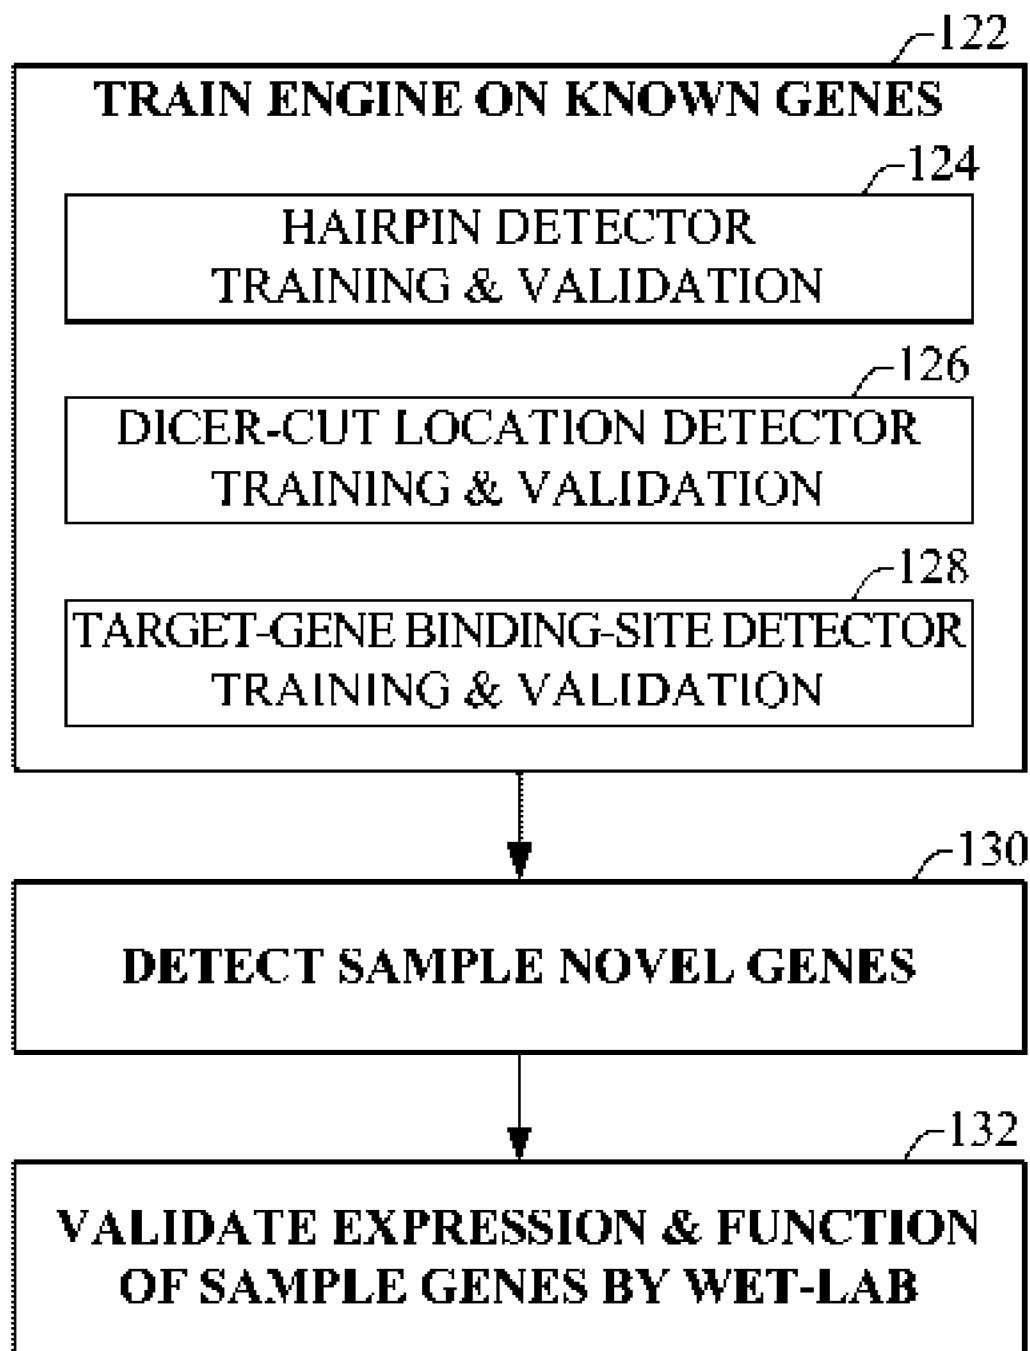 122
TRAIN ENGINE ON KNOWN GENES
124
HAIRPIN DETECTOR
TRAINING & VALIDATION
126
DICER-CUT LOCATION DETECTOR
TRAINING & VALIDATION
128
TARGET-GENE BINDING-SITE DETECTOR
TRAINING & VALIDATION
130
DETECT SAMPLE NOVEL GENES
132
VALIDATE EXPRESSION & FUNCTION
OF SAMPLE GENES BY WET-LAB